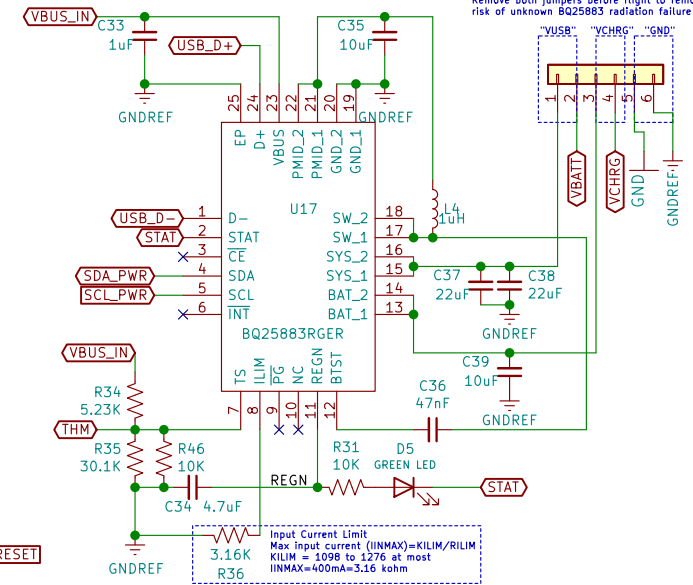 Remove both jumpers before flight to
risk of unknown BQ25883 radiation failure
"VUSB" "VCHRG" "GND"
1 2 3 4 5 6
VBATT
VCHRG
GND
GNDREF
VBUS_IN
C33
1uF
USB_D+
GNDREF
C35
10uF
GNDREF
25 24 23 22 21 20 19
EP D+ VBUS PMID_2 PMID_1 GND_2 GND_1
U17
L4
1uH
USB_D- 1 D-
STAT 2 STAT
3 CE
SDA_PWR 4 SDA
SCL_PWR 5 SCL
6 INT
SW_2 18
SW_1 17
SYS_2 16
SYS_1 15
BAT_2 14
BAT_1 13
C37
22uF
C38
22uF
GNDREF
BQ25883RGER
TS ILIM PG NC REGN BTST
7 8 9 10 11 12
C39
10uF
GNDREF
C36
47nF
VBUS_IN
R34
5.23K
THM
R35
30.1K
R46
10K
C34 4.7uF
REGN
R31
10K
D5
GREEN LED
STAT
GNDREF
3.16K
R36
Input Current Limit
Max input current (IINMAX)=KILIM/RILIM
KILIM = 1098 to 1276 at most
IINMAX=400mA=3.16 kohm
RESET